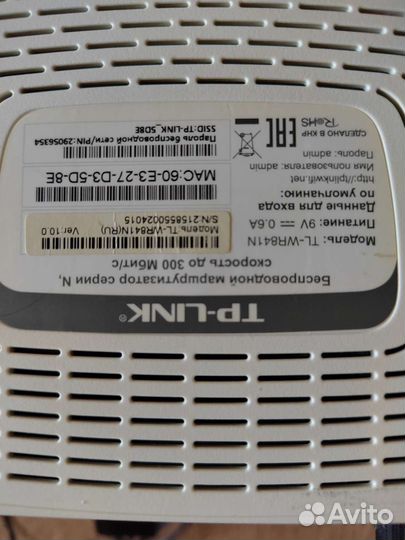 TP-LINK®
Беспроводной маршрутизатор серии N,
скорость до 300 Мбит/с
Модель: TL-WR841N
Питание: 9V ⎓ 0.6A
Данные для входа
по умолчанию:
http://tplinkwifi.net
Имя пользователя: admin
Пароль: admin
СДЕЛАНО В КНР
RoHS
EAC
Модель: TL-WR841N(RU) Ver:10.0
S/N:2158550024015
MAC:60-E3-27-D3-5D-8E
Пароль беспроводной сети/PIN:29056354
SSID:TP-LINK_5D8E
Avito